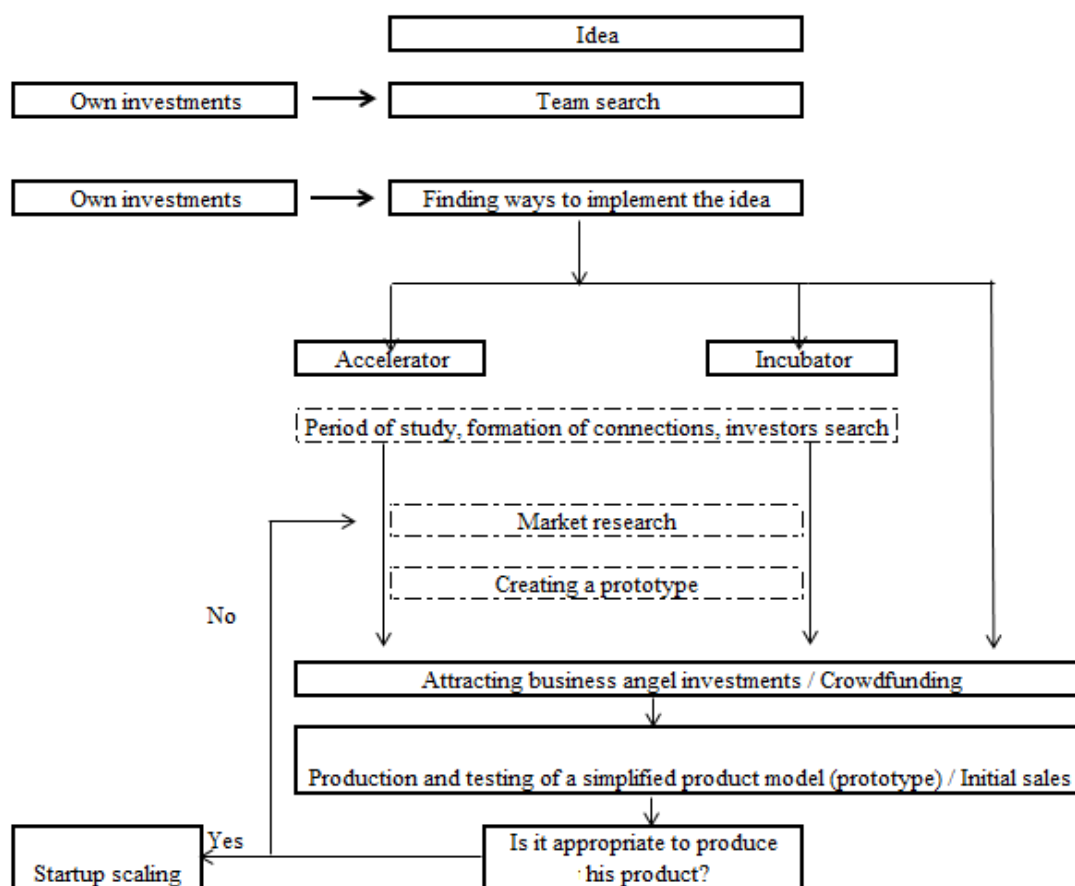 Idea
Own investments
Team search
Own investments
Finding ways to implement the idea
Accelerator
Incubator
Period of study, formation of connections, investors search
Market research
Creating a prototype
No
Attracting business angel investments / Crowdfunding
Production and testing of a simplified product model (prototype) / Initial sales
Yes
Startup scaling
Is it appropriate to produce
his product?